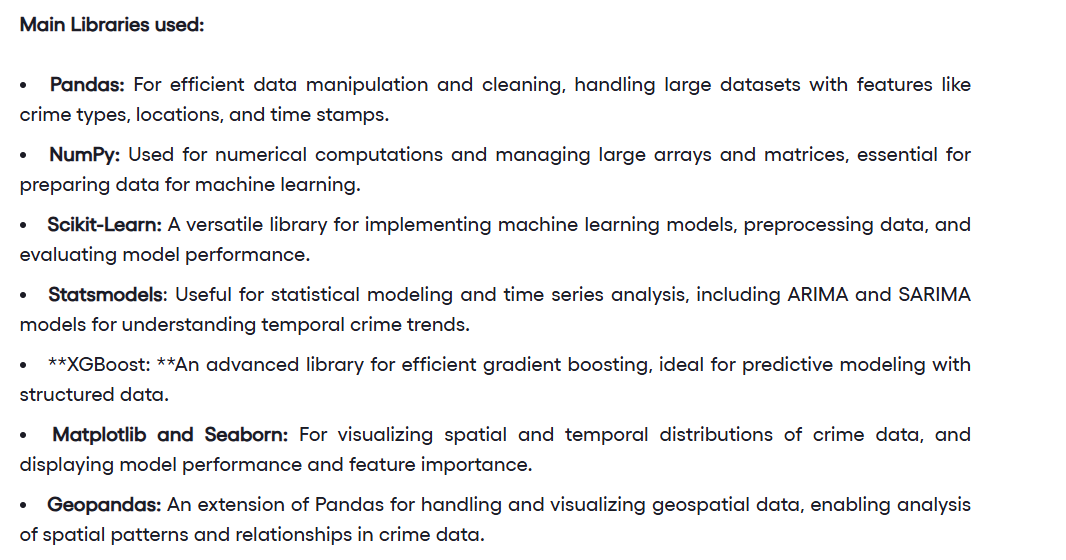 Main Libraries used:
• Pandas: For efficient data manipulation and cleaning, handling large datasets with features like
crime types, locations, and time stamps.
• NumPy: Used for numerical computations and managing large arrays and matrices, essential for
preparing data for machine learning.
• Scikit-Learn: A versatile library for implementing machine learning models, preprocessing data, and
evaluating model performance.
• Statsmodels: Useful for statistical modeling and time series analysis, including ARIMA and SARIMA
models for understanding temporal crime trends.
• **XGBoost: **An advanced library for efficient gradient boosting, ideal for predictive modeling with
structured data.
• Matplotlib and Seaborn: For visualizing spatial and temporal distributions of crime data, and
displaying model performance and feature importance.
• Geopandas: An extension of Pandas for handling and visualizing geospatial data, enabling analysis
of spatial patterns and relationships in crime data.